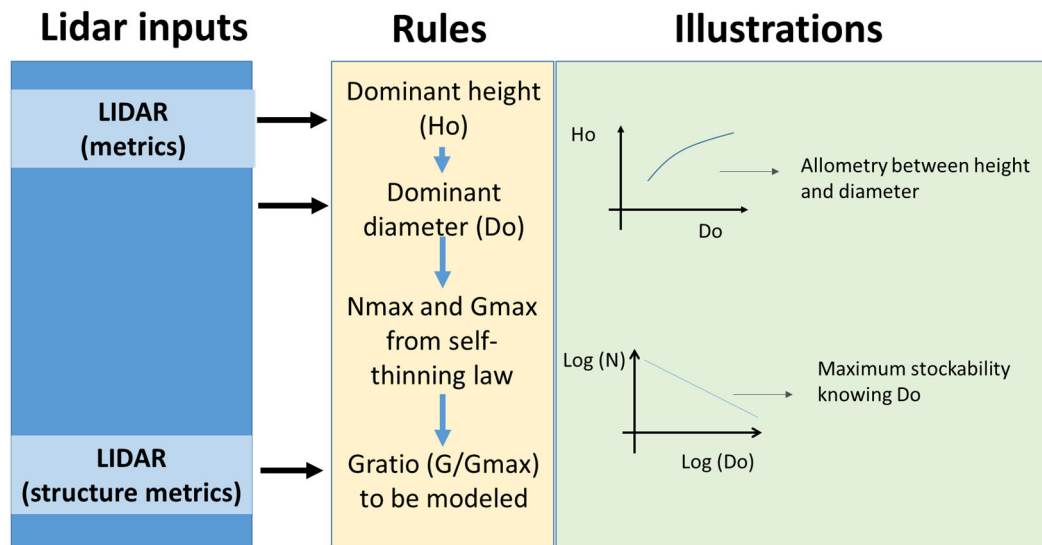 Lidar inputs
Rules
Illustrations
LIDAR
(metrics)
Dominant height
(Ho)
Dominant
diameter (Do)
Nmax and Gmax
from self-
thinning law
LIDAR
(structure metrics)
Gratio (G/Gmax)
to be modeled
Ho
Do
Allometry between height
and diameter
Log (N)
Log (Do)
Maximum stockability
knowing Do